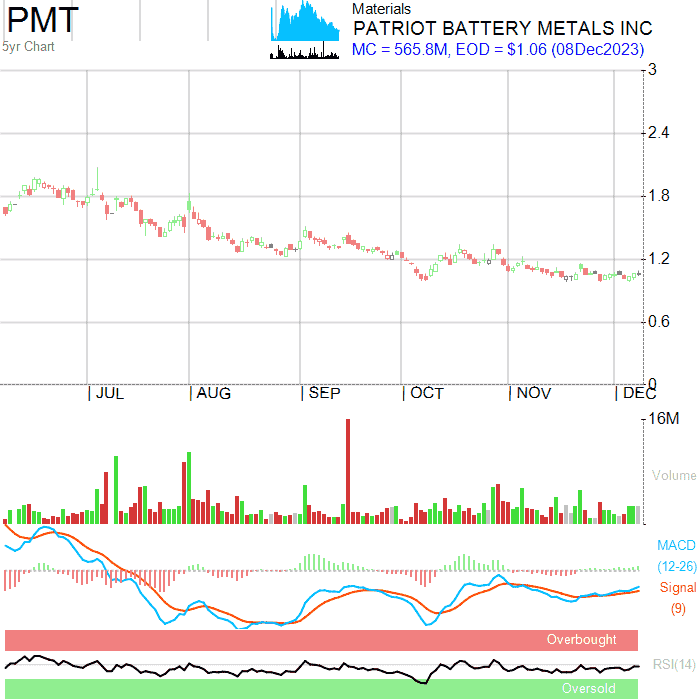 PMT
5yr Chart
Materials
PATRIOT BATTERY METALS INC
MC = 565.8M, EOD = $1.06 (08Dec2023)
3
2.4
1.8
1.2
0.6
0
| JUL | AUG | SEP | OCT | NOV | DEC
16M
Volume
MACD
(12-26)
Signal
(9)
Overbought
RSI(14)
Oversold